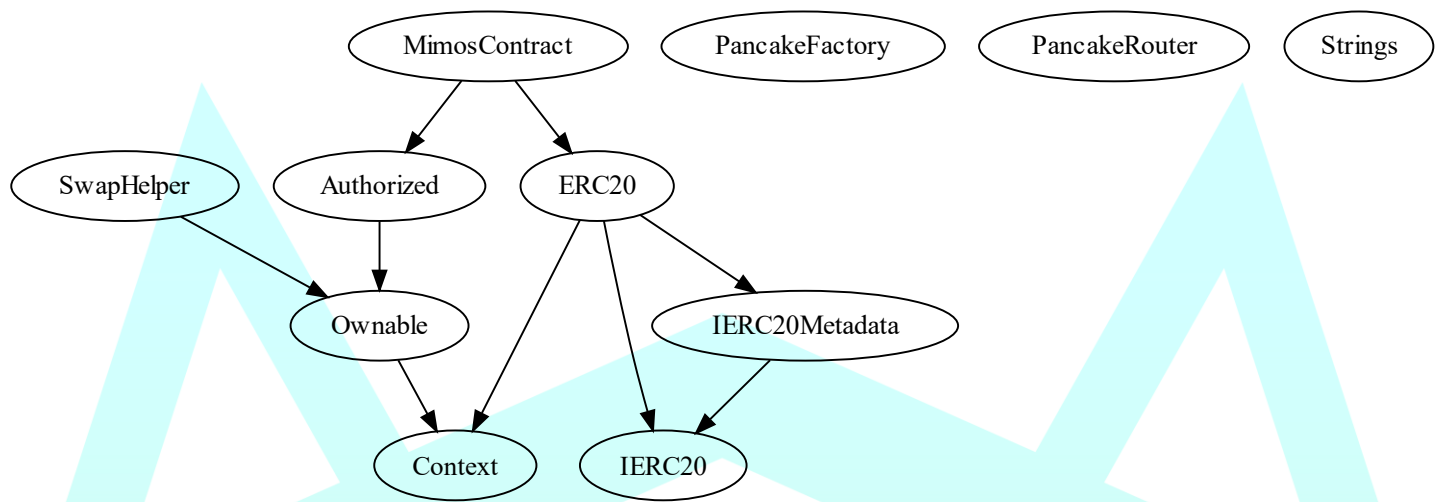 MimosContract
PancakeFactory
PancakeRouter
Strings
SwapHelper
Authorized
ERC20
Ownable
IERC20Metadata
Context
IERC20